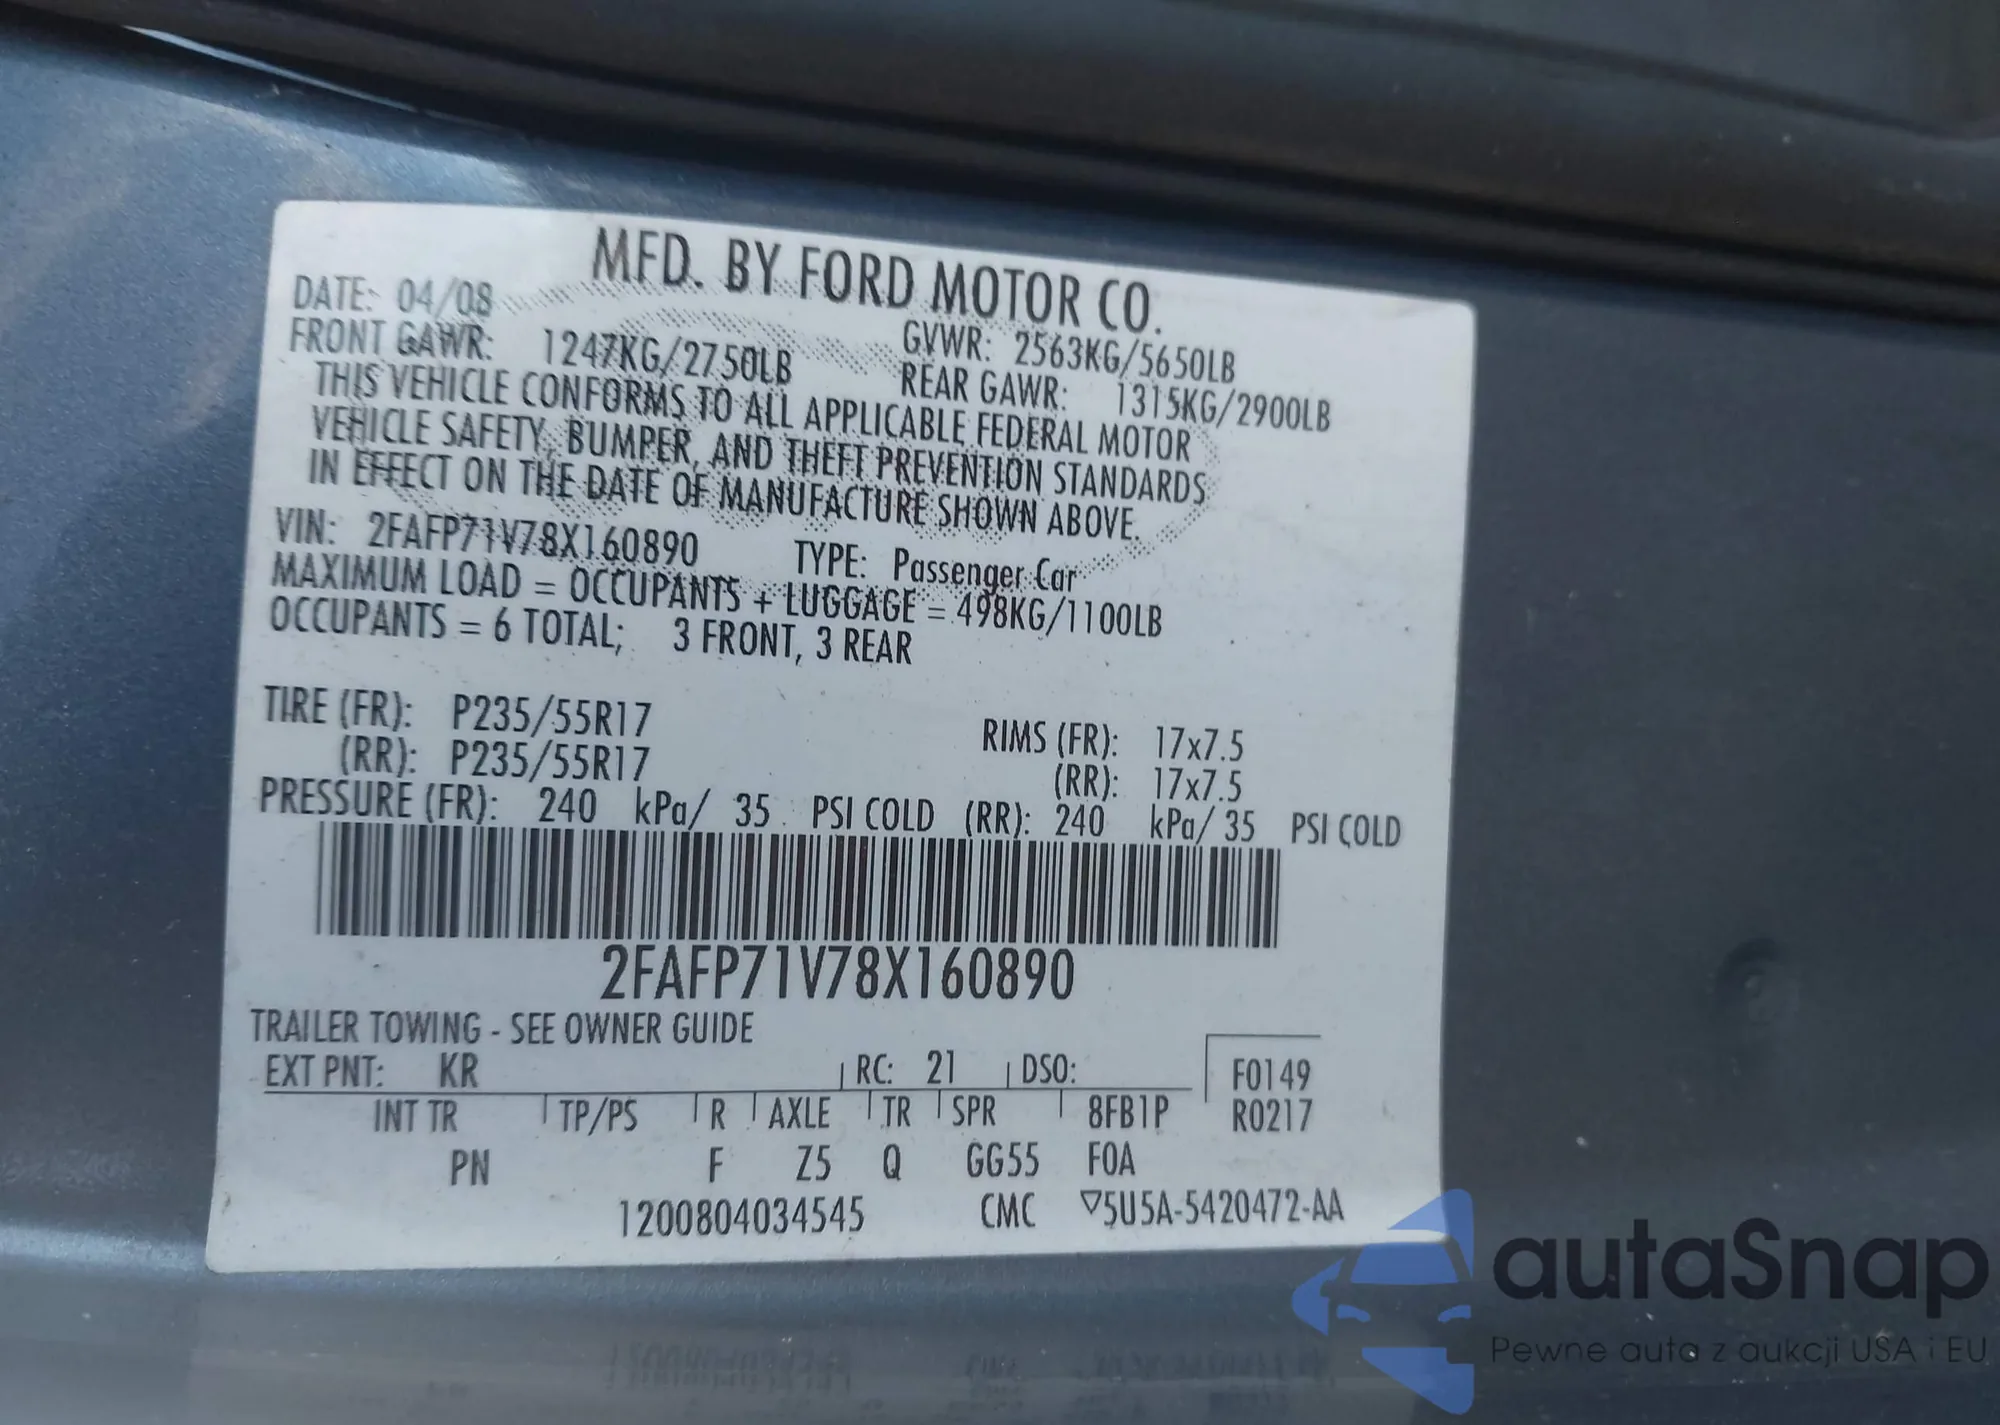 MFD. BY FORD MOTOR CO.
DATE: 04/08
GVWR: 2563KG/5650LB
FRONT GAWR: 1247KG/2750LB
REAR GAWR: 1315KG/2900LB
THIS VEHICLE CONFORMS TO ALL APPLICABLE FEDERAL MOTOR
VEHICLE SAFETY, BUMPER, AND THEFT PREVENTION STANDARDS
IN EFFECT ON THE DATE OF MANUFACTURE SHOWN ABOVE.
VIN: 2FAFP71V78X160890 TYPE: Passenger Car
MAXIMUM LOAD = OCCUPANTS + LUGGAGE = 498KG/1100LB
OCCUPANTS = 6 TOTAL; 3 FRONT, 3 REAR
TIRE (FR): P235/55R17 RIMS (FR): 17x7.5
(RR): P235/55R17 (RR): 17x7.5
PRESSURE (FR): 240 kPa/ 35 PSI COLD (RR): 240 kPa/ 35 PSI COLD
2FAFP71V78X160890
TRAILER TOWING - SEE OWNER GUIDE
EXT PNT: KR RC: 21 DSO: F0149
INT TR TP/PS R AXLE TR SPR 8FB1P R0217
PN F Z5 Q GG55 F0A
1200804034545 CMC ▽5U5A-5420472-AA
autaSnap
Pewne auta z aukcji USA i EU